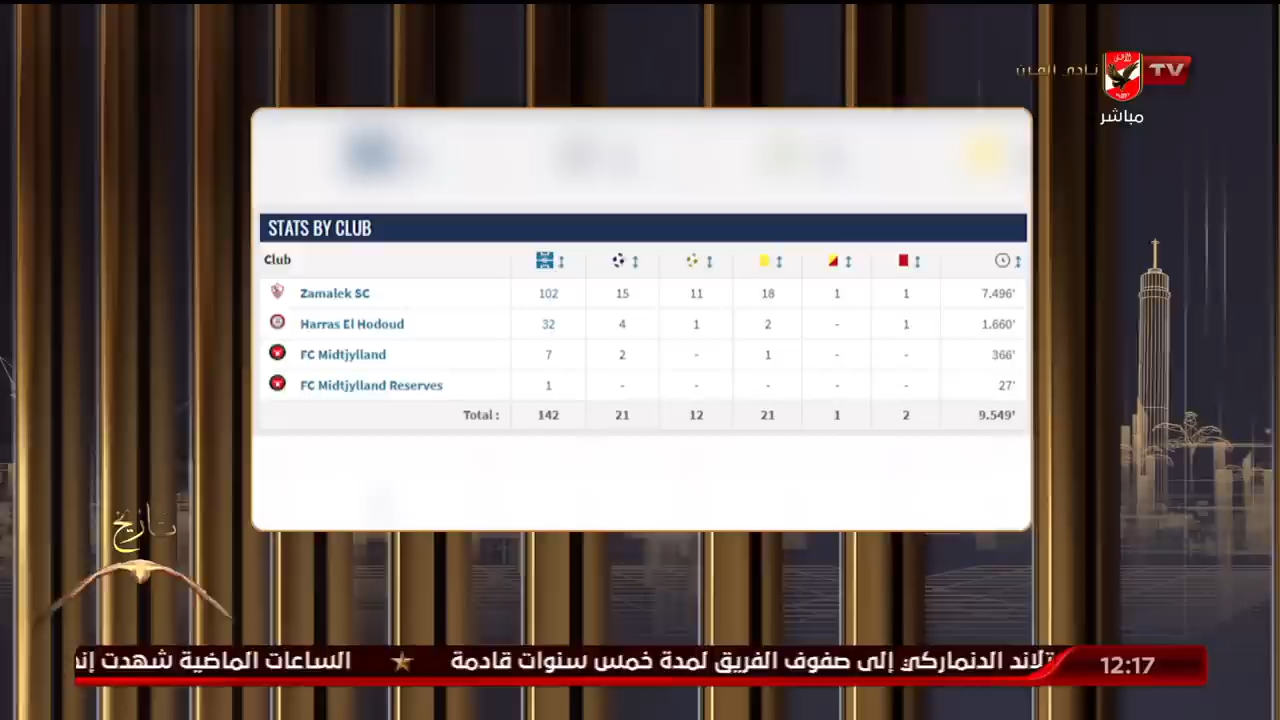 نادي القرن
TV
مباشر
STATS BY CLUB
Club
Zamalek SC 102 15 11 18 1 1 7.496'
Harras El Hodoud 32 4 1 2 - 1 1.660'
FC Midtjylland 7 2 - 1 - - 366'
FC Midtjylland Reserves 1 - - - - - 27'
Total : 142 21 12 21 1 2 9.549'
تاريخ
تلاند الدنماركي إلى صفوف الفريق لمدة خمس سنوات قادمة
الساعات الماضية شهدت
12:17